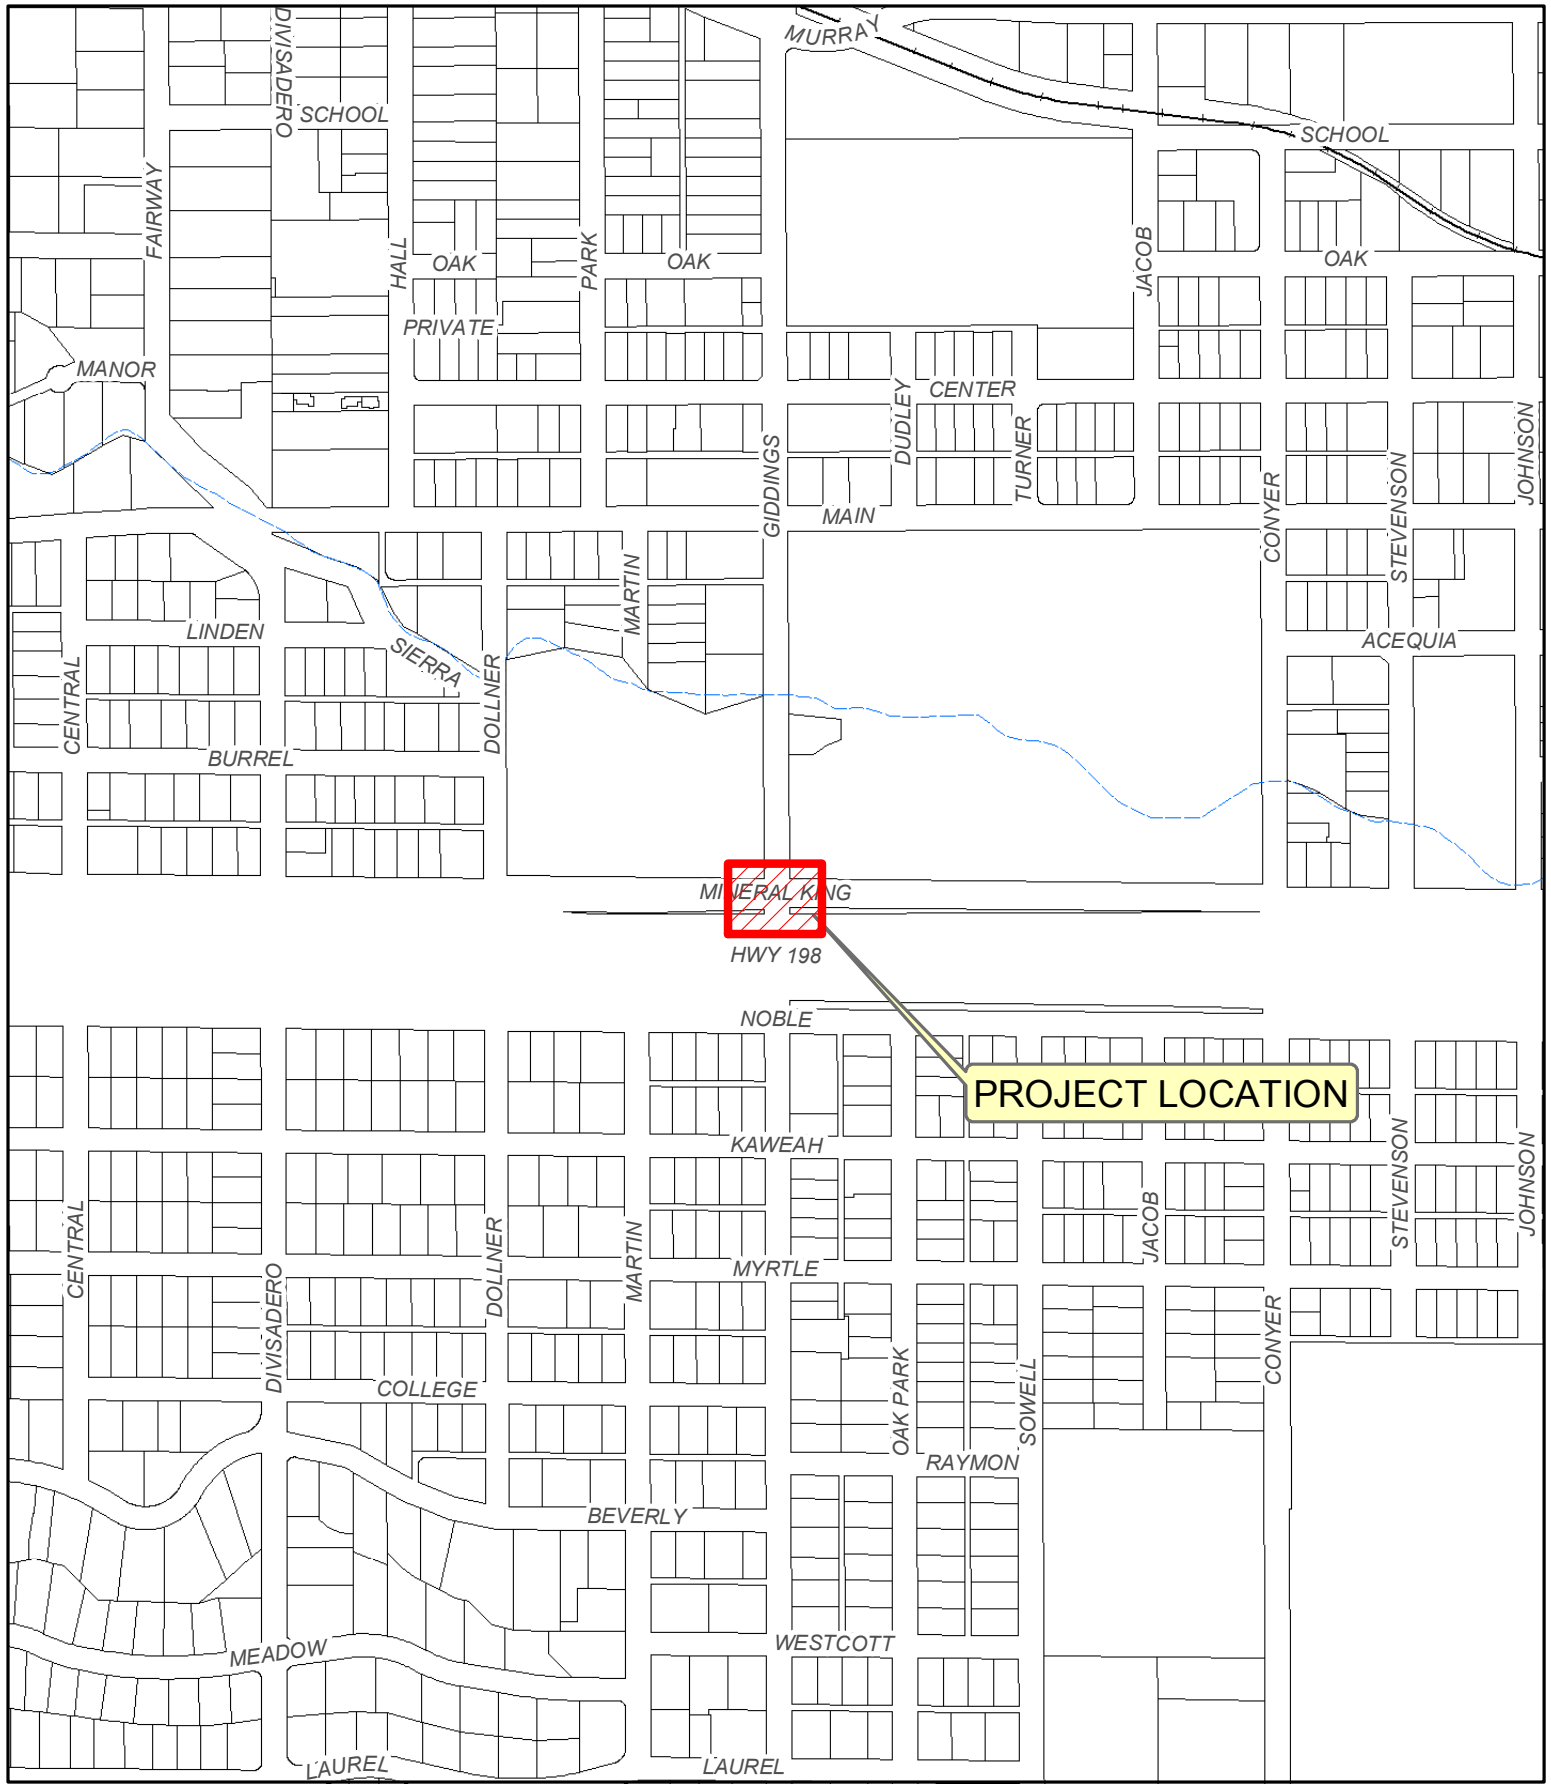 MURRAY
DIVISADERO
SCHOOL
SCHOOL
FAIRWAY
HALL
OAK
PARK
OAK
JACOB
OAK
PRIVATE
MANOR
CENTER
DUDLEY
TURNER
GIDDINGS
CONYER
STEVENSON
JOHNSON
MAIN
MARTIN
LINDEN
SIERRA
ACEQUIA
CENTRAL
DOLLNER
BURREL
MINERAL KING
HWY 198
NOBLE
PROJECT LOCATION
KAWEAH
CENTRAL
DIVISADERO
DOLLNER
MARTIN
JACOB
STEVENSON
JOHNSON
MYRTLE
CONYER
COLLEGE
OAK PARK
SOWELL
RAYMON
BEVERLY
MEADOW
WESTCOTT
LAUREL
LAUREL